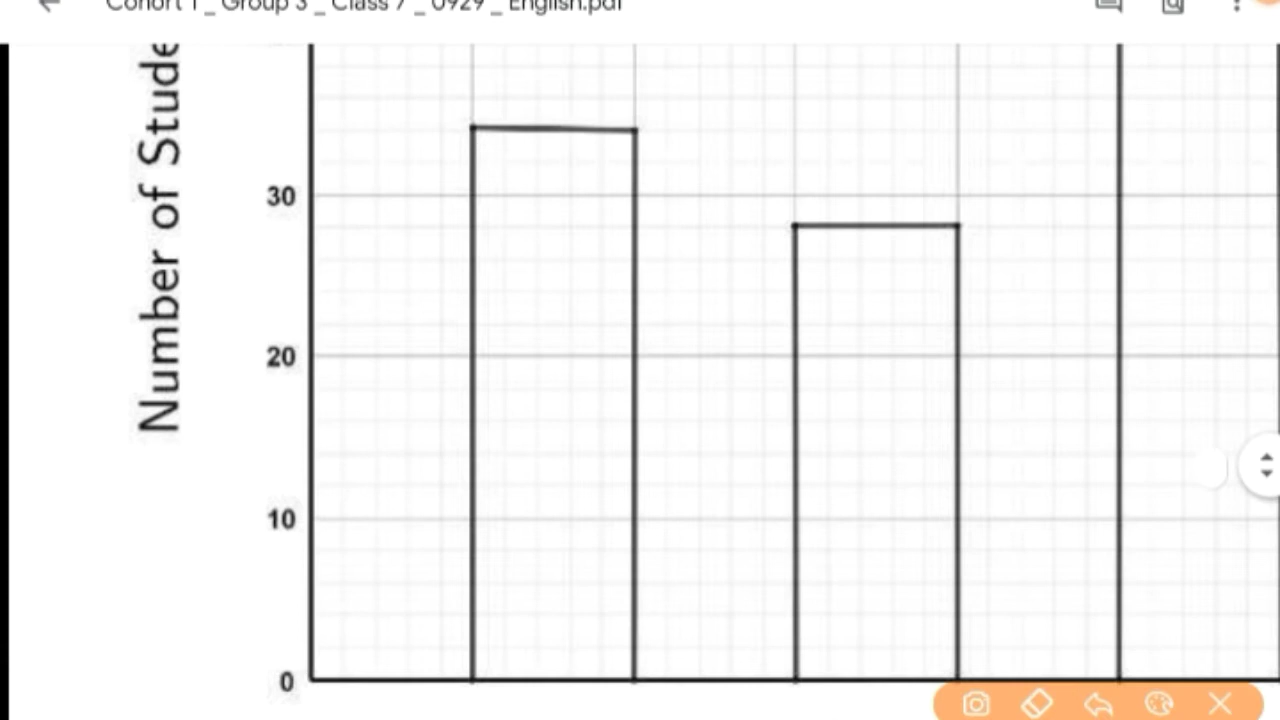 Cohort 1 _ Group 3 _ Class 7 _ 0929 _ English.pdf
Number of Stude
30
20
10
0